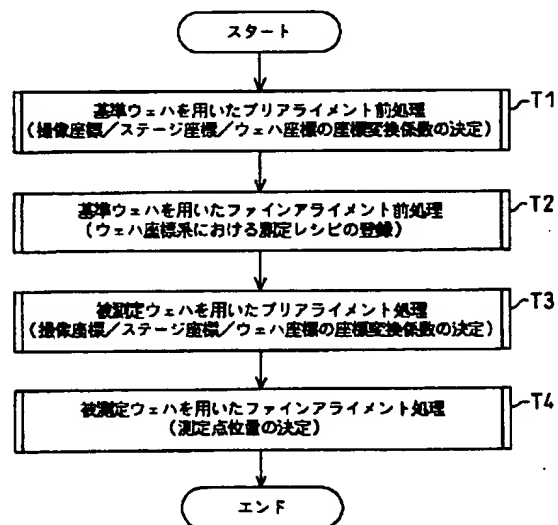 スタート
基準ウェハを用いたプリアライメント前処理
(撮像座標/ステージ座標/ウェハ座標の座標変換係数の決定)
T1
基準ウェハを用いたファインアライメント前処理
(ウェハ座標系における測定レシピの登録)
T2
被測定ウェハを用いたプリアライメント処理
(撮像座標/ステージ座標/ウェハ座標の座標変換係数の決定)
T3
被測定ウェハを用いたファインアライメント処理
(測定点位置の決定)
T4
エンド